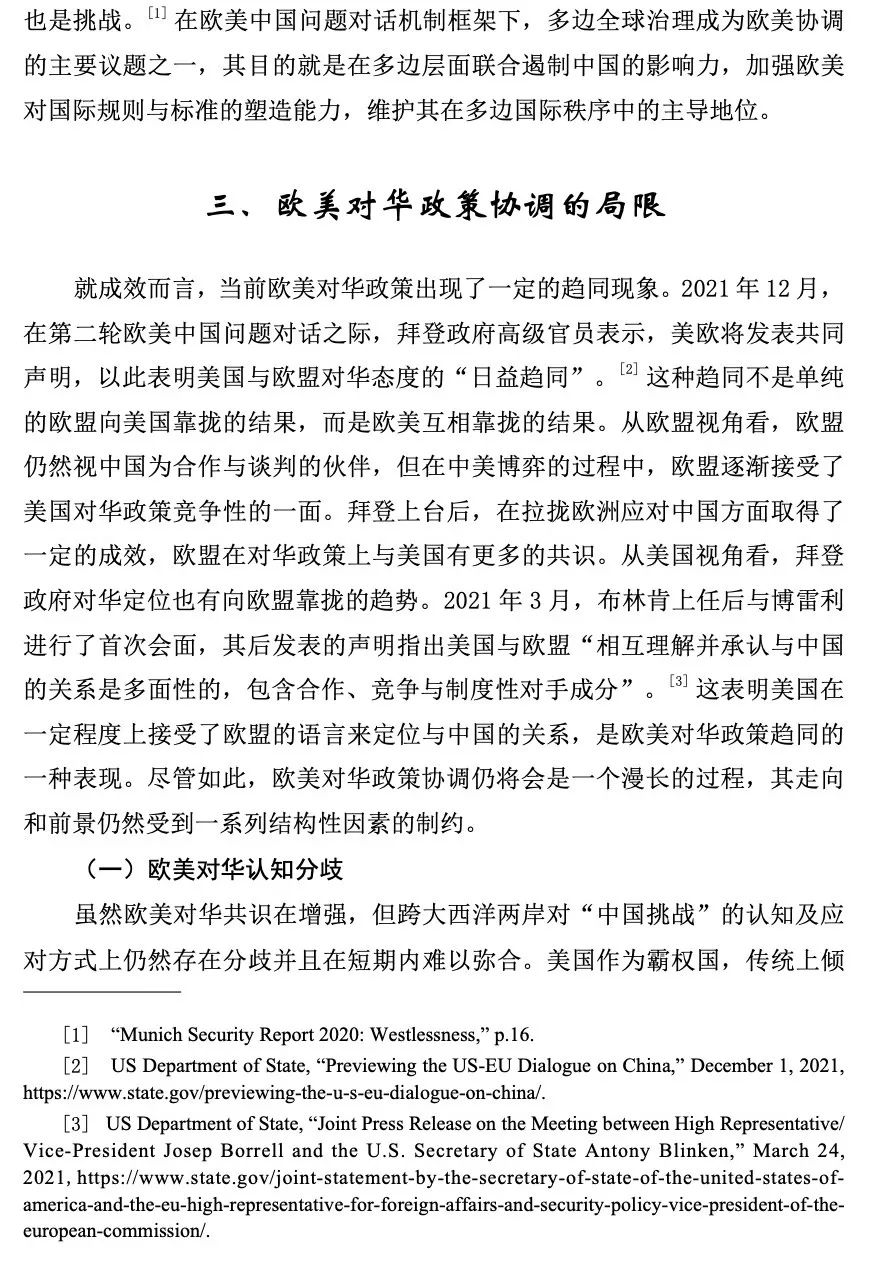 也是挑战。[1] 在欧美中国问题对话机制框架下，多边全球治理成为欧美协调
的主要议题之一，其目的就是在多边层面联合遏制中国的影响力，加强欧美
对国际规则与标准的塑造能力，维护其在多边国际秩序中的主导地位。
三、欧美对华政策协调的局限
就成效而言，当前欧美对华政策出现了一定的趋同现象。2021 年 12 月，
在第二轮欧美中国问题对话之际，拜登政府高级官员表示，美欧将发表共同
声明，以此表明美国与欧盟对华态度的“日益趋同”。[2] 这种趋同不是单纯
的欧盟向美国靠拢的结果，而是欧美互相靠拢的结果。从欧盟视角看，欧盟
仍然视中国为合作与谈判的伙伴，但在中美博弈的过程中，欧盟逐渐接受了
美国对华政策竞争性的一面。拜登上台后，在拉拢欧洲应对中国方面取得了
一定的成效，欧盟在对华政策上与美国有更多的共识。从美国视角看，拜登
政府对华定位也有向欧盟靠拢的趋势。2021 年 3 月，布林肯上任后与博雷利
进行了首次会面，其后发表的声明指出美国与欧盟“相互理解并承认与中国
的关系是多面性的，包含合作、竞争与制度性对手成分”。[3] 这表明美国在
一定程度上接受了欧盟的语言来定位与中国的关系，是欧美对华政策趋同的
一种表现。尽管如此，欧美对华政策协调仍将会是一个漫长的过程，其走向
和前景仍然受到一系列结构性因素的制约。
（一）欧美对华认知分歧
虽然欧美对华共识在增强，但跨大西洋两岸对“中国挑战”的认知及应
对方式上仍然存在分歧并且在短期内难以弥合。美国作为霸权国，传统上倾
[1] “Munich Security Report 2020: Westlessness,” p.16.
[2] US Department of State, “Previewing the US-EU Dialogue on China,” December 1, 2021,
https://www.state.gov/previewing-the-u-s-eu-dialogue-on-china/.
[3] US Department of State, “Joint Press Release on the Meeting between High Representative/
Vice-President Josep Borrell and the U.S. Secretary of State Antony Blinken,” March 24,
2021, https://www.state.gov/joint-statement-by-the-secretary-of-state-of-the-united-states-of-
america-and-the-eu-high-representative-for-foreign-affairs-and-security-policy-vice-president-of-the-
european-commission/.